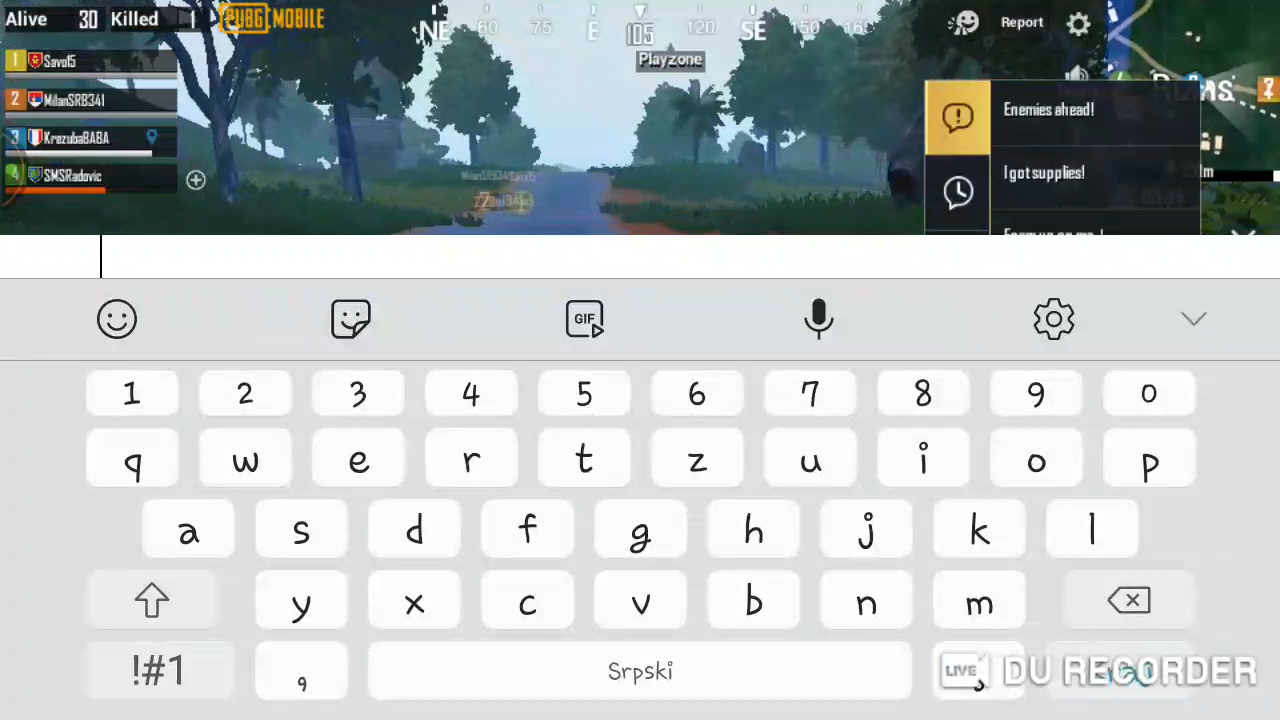 Alive 30 Killed 1 PUBG MOBILE
NE 60 75 E 105 120 SE 150 165
Playzone
Report
1 Savo15
2 MilanSRB341
3 KrezubaBABA
4 SMSRadovic
Enemies ahead!
I got supplies!
Ruins
GIF
1 2 3 4 5 6 7 8 9 0
q w e r t z u i o p
a s d f g h j k l
y x c v b n m
!#1 , Srpski
LIVE DU RECORDER